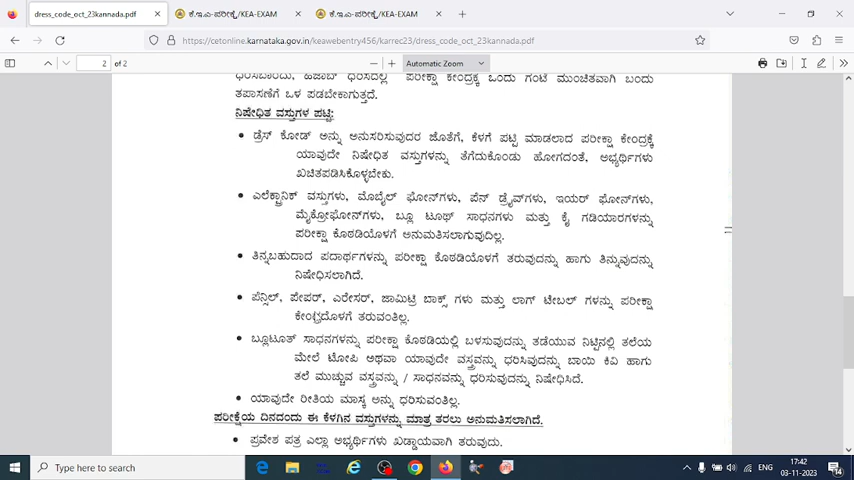 dress_code_oct_23kannada.pdf
ಕೆ.ಇ.ಎ-ಪರೀಕ್ಷೆ/KEA-EXAM
ಕೆ.ಇ.ಎ-ಪರೀಕ್ಷೆ/KEA-EXAM
https://cetonline.karnataka.gov.in/keawebentry456/karrec23/dress_code_oct_23kannada.pdf
2 of 2
Automatic Zoom
ಧರಿಸಬಾರದು, ಹಿಜಾಬ್ ಧರಿಸಿದಲ್ಲಿ ಪರೀಕ್ಷಾ ಕೇಂದ್ರಕ್ಕೆ ಒಂದು ಗಂಟೆ ಮುಂಚಿತವಾಗಿ ಬಂದು
ತಪಾಸಣೆಗೆ ಒಳ ಪಡಬೇಕಾಗುತ್ತದೆ.
ನಿಷೇಧಿತ ವಸ್ತುಗಳ ಪಟ್ಟಿ:
• ಡ್ರೆಸ್ ಕೋಡ್ ಅನ್ನು ಅನುಸರಿಸುವುದರ ಜೊತೆಗೆ, ಕೆಳಗೆ ಪಟ್ಟಿ ಮಾಡಲಾದ ಪರೀಕ್ಷಾ ಕೇಂದ್ರಕ್ಕೆ
ಯಾವುದೇ ನಿಷೇಧಿತ ವಸ್ತುಗಳನ್ನು ತೆಗೆದುಕೊಂಡು ಹೋಗದಂತೆ, ಅಭ್ಯರ್ಥಿಗಳು
ಖಚಿತಪಡಿಸಿಕೊಳ್ಳಬೇಕು.
• ಎಲೆಕ್ಟ್ರಾನಿಕ್ ವಸ್ತುಗಳು, ಮೊಬೈಲ್ ಫೋನ್‌ಗಳು, ಪೆನ್ ಡ್ರೈವ್‌ಗಳು, ಇಯರ್ ಫೋನ್‌ಗಳು,
ಮೈಕ್ರೋಫೋನ್‌ಗಳು, ಬ್ಲೂ ಟೂಥ್ ಸಾಧನಗಳು ಮತ್ತು ಕೈ ಗಡಿಯಾರಗಳನ್ನು
ಪರೀಕ್ಷಾ ಕೊಠಡಿಯೊಳಗೆ ಅನುಮತಿಸಲಾಗುವುದಿಲ್ಲ.
• ತಿನ್ನಬಹುದಾದ ಪದಾರ್ಥಗಳನ್ನು ಪರೀಕ್ಷಾ ಕೊಠಡಿಯೊಳಗೆ ತರುವುದನ್ನು ಹಾಗು ತಿನ್ನುವುದನ್ನು
ನಿಷೇಧಿಸಲಾಗಿದೆ.
• ಪೆನ್ಸಿಲ್, ಪೇಪರ್, ಎರೇಸರ್, ಜಾಮಿಟ್ರಿ ಬಾಕ್ಸ್ ಗಳು ಮತ್ತು ಲಾಗ್ ಟೇಬಲ್ ಗಳನ್ನು ಪರೀಕ್ಷಾ
ಕೇಂದ್ರದೊಳಗೆ ತರುವಂತಿಲ್ಲ.
• ಬ್ಲೂಟೂತ್ ಸಾಧನಗಳನ್ನು ಪರೀಕ್ಷಾ ಕೊಠಡಿಯಲ್ಲಿ ಬಳಸುವುದನ್ನು ತಡೆಯುವ ನಿಟ್ಟಿನಲ್ಲಿ ತಲೆಯ
ಮೇಲೆ ಟೋಪಿ ಅಥವಾ ಯಾವುದೇ ವಸ್ತ್ರವನ್ನು ಧರಿಸಿವುದನ್ನು ಬಾಯಿ ಕಿವಿ ಹಾಗು
ತಲೆ ಮುಚ್ಚುವ ವಸ್ತ್ರವನ್ನು / ಸಾಧನವನ್ನು ಧರಿಸುವುದನ್ನು ನಿಷೇಧಿಸಿದೆ.
• ಯಾವುದೇ ರೀತಿಯ ಮಾಸ್ಕ ಅನ್ನು ಧರಿಸುವಂತಿಲ್ಲ.
ಪರೀಕ್ಷೆಯ ದಿನದಂದು ಈ ಕೆಳಗಿನ ವಸ್ತುಗಳನ್ನು ಮಾತ್ರ ತರಲು ಅನುಮತಿಸಲಾಗಿದೆ.
• ಪ್ರವೇಶ ಪತ್ರ ಎಲ್ಲಾ ಅಭ್ಯರ್ಥಿಗಳು ಖಡ್ಡಾಯವಾಗಿ ತರುವುದು.
Type here to search
ENG
17:42
03-11-2023
14